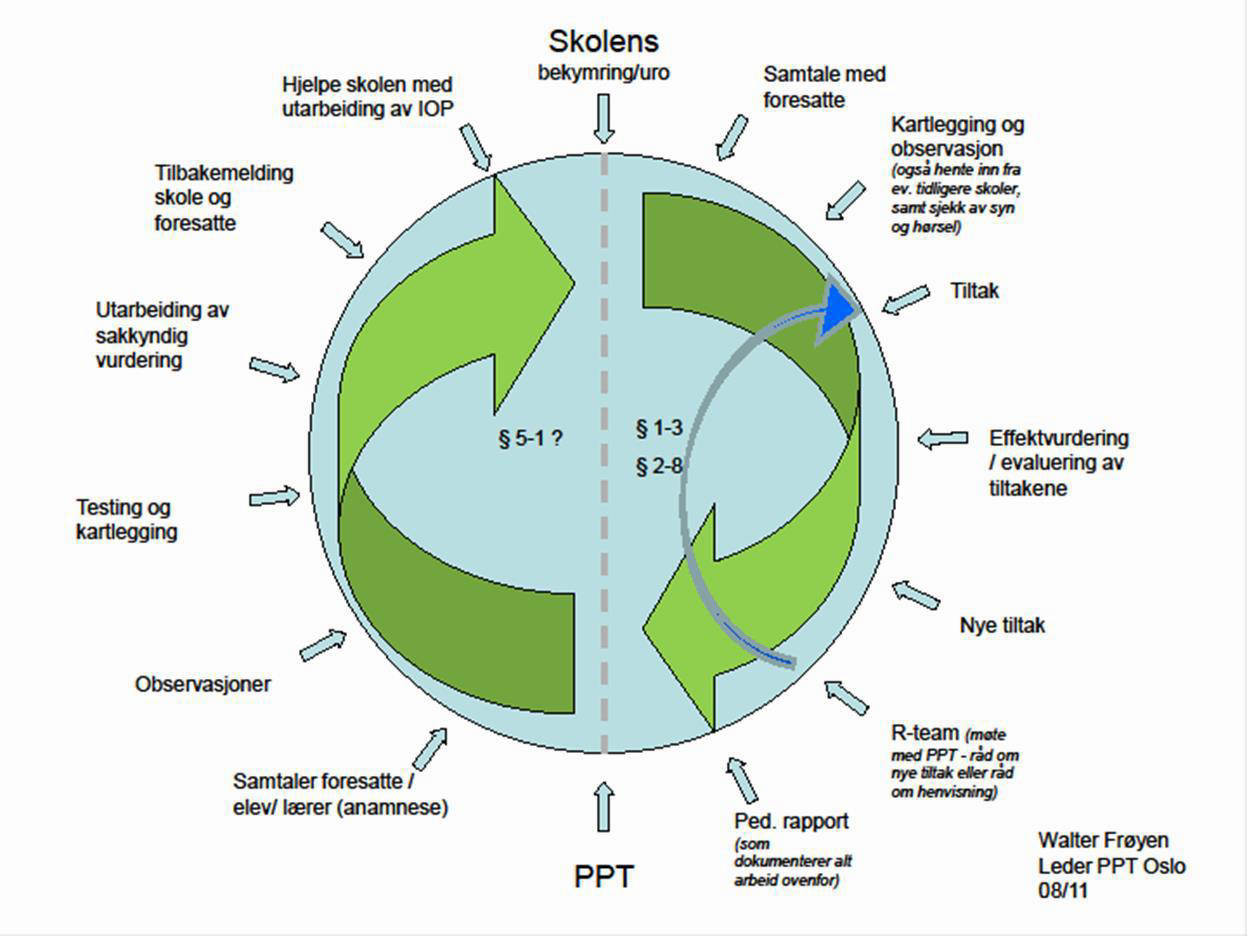 Skolens
bekymring/uro
Samtale med
foresatte
Kartlegging og
observasjon
(også hente inn fra
ev. tidligere skoler,
samt sjekk av syn
og hørsel)
Tiltak
Effektvurdering
/ evaluering av
tiltakene
Nye tiltak
R-team (møte
med PPT - råd om
nye tiltak eller råd
om henvisning)
Ped. rapport
(som
dokumenterer alt
arbeid ovenfor)
PPT
Samtaler foresatte /
elev/ lærer (anamnese)
Observasjoner
Testing og
kartlegging
Utarbeiding av
sakkyndig
vurdering
Tilbakemelding
skole og
foresatte
Hjelpe skolen med
utarbeiding av IOP
§ 5-1 ?
§ 1-3
§ 2-8
Walter Frøyen
Leder PPT Oslo
08/11